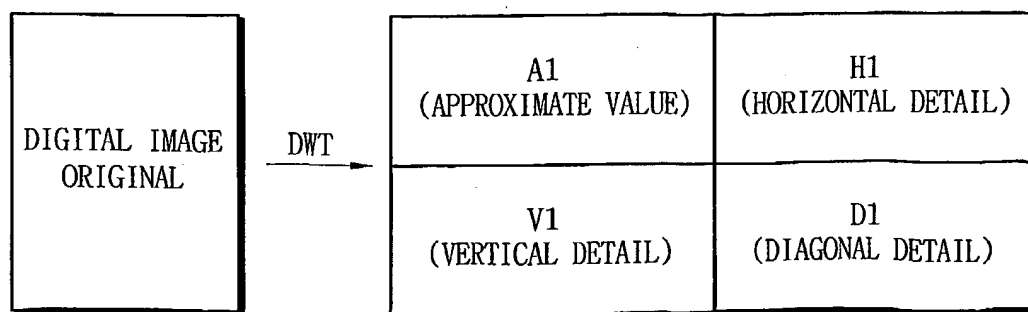 DIGITAL IMAGE
ORIGINAL
DWT
A1
(APPROXIMATE VALUE)
H1
(HORIZONTAL DETAIL)
V1
(VERTICAL DETAIL)
D1
(DIAGONAL DETAIL)